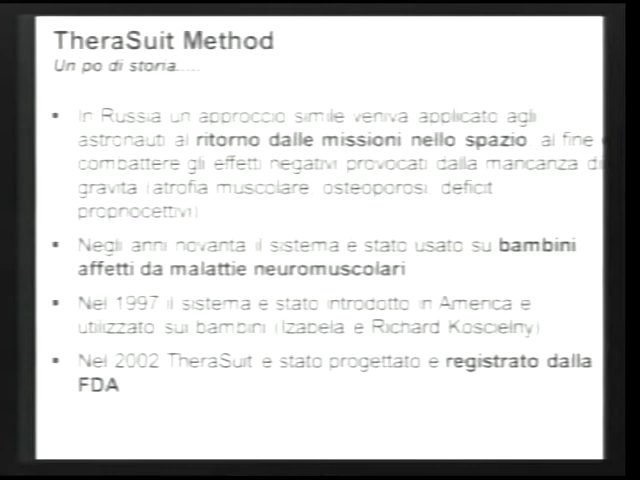 TheraSuit Method
Un po di storia.....
▪ In Russia un approccio simile veniva applicato agli
astronauti al ritorno dalle missioni nello spazio al fine
combattere gli effetti negativi provocati dalla mancanza di
gravita (atrofia muscolare osteoporosi deficit
propriocettivi)
▪ Negli anni novanta il sistema e stato usato su bambini
affetti da malattie neuromuscolari
▪ Nel 1997 il sistema e stato introdotto in America e
utilizzato sui bambini (Izabela e Richard Koscielny)
▪ Nel 2002 TheraSuit e stato progettato e registrato dalla
FDA